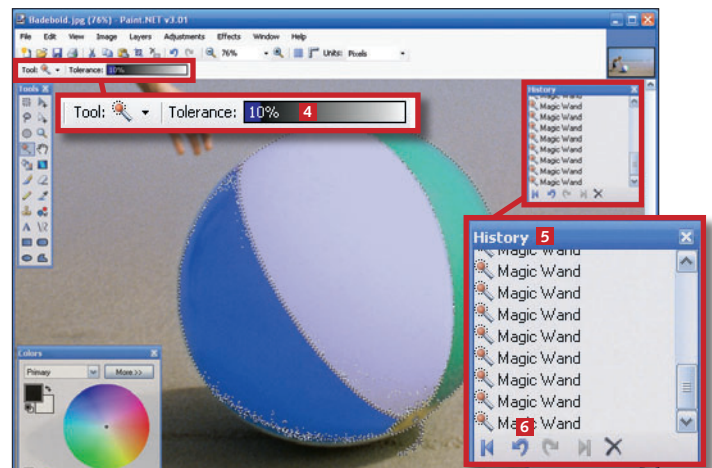 Badebold.jpg (76%) - Paint.NET v3.01
File Edit View Image Layers Adjustments Effects Window Help
76% Units: Pixels
Tool: Tolerance: 10%
Tools
Tool: Tolerance: 10% 4
History
Magic Wand
Magic Wand
Magic Wand
Magic Wand
Magic Wand
Magic Wand
Magic Wand
Magic Wand
History 5
Magic Wand
Magic Wand
Magic Wand
Magic Wand
Magic Wand
Magic Wand
Magic Wand
Magic Wand
Magic Wand
6
Colors
Primary More >>